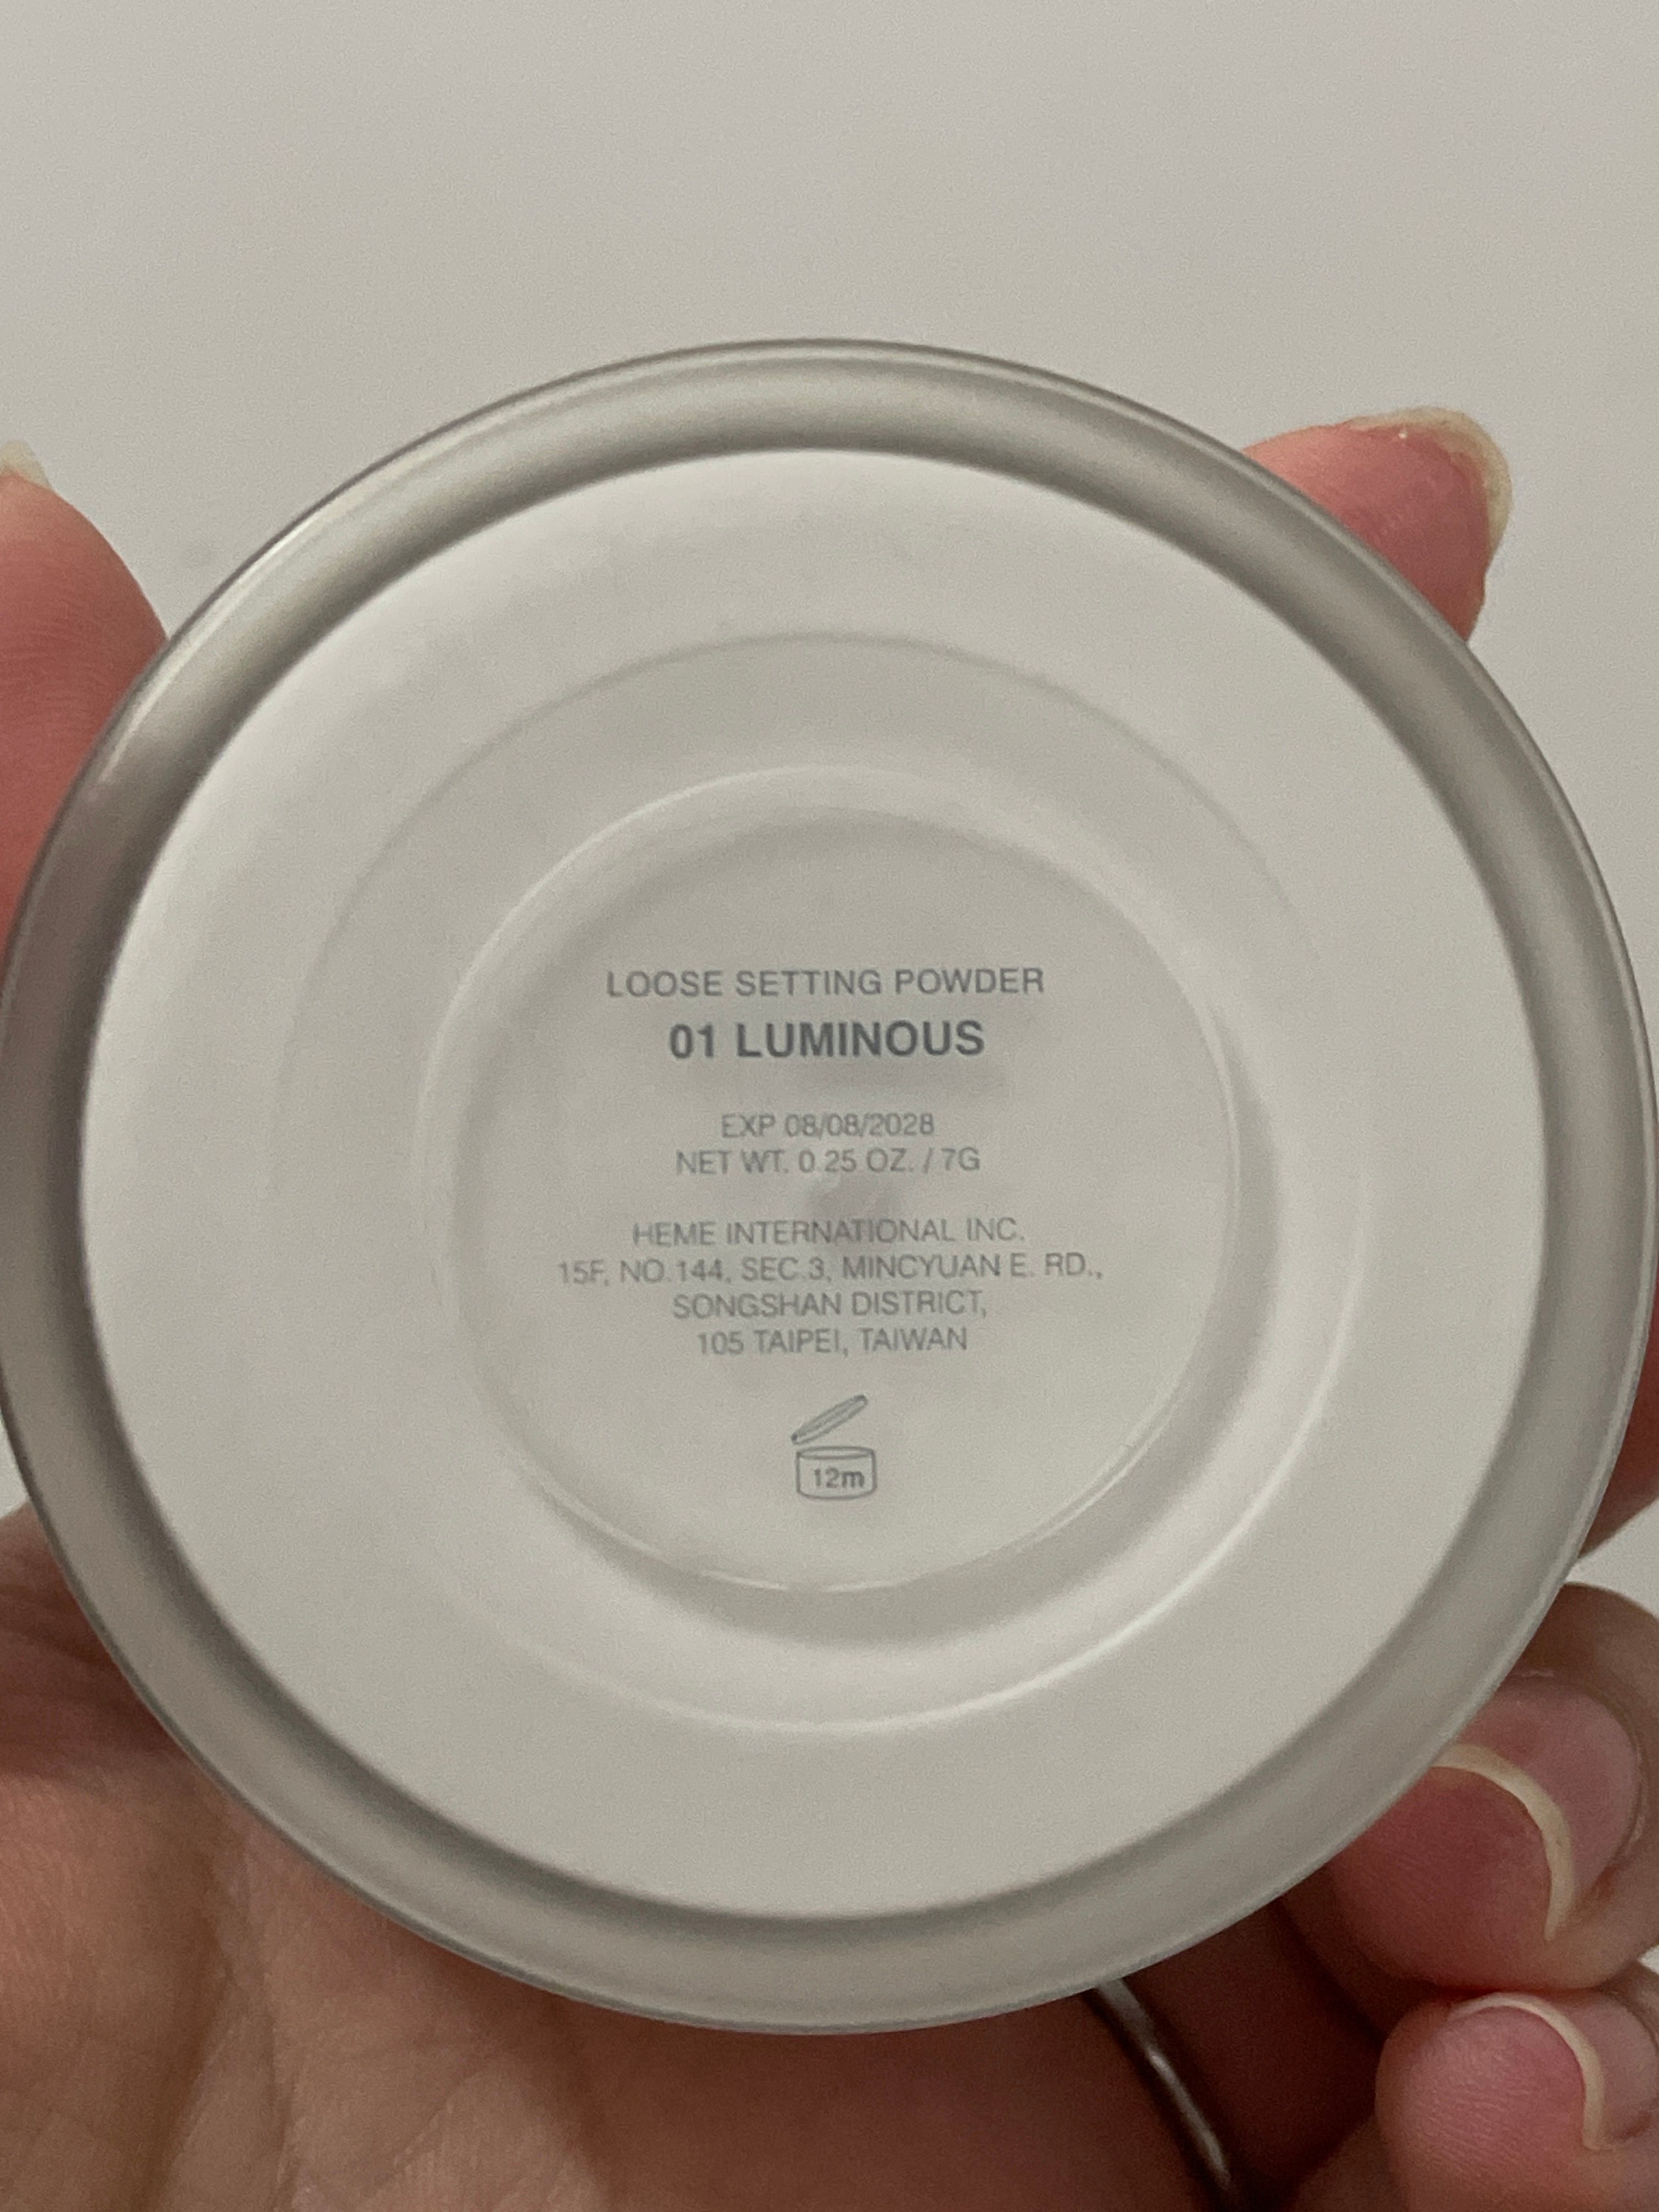 LOOSE SETTING POWDER
01 LUMINOUS
EXP 08/08/2028
NET WT. 0.25 OZ. / 7G
HEME INTERNATIONAL INC.
15F, NO.144, SEC.3, MINCYUAN E. RD.,
SONGSHAN DISTRICT,
105 TAIPEI, TAIWAN
12m